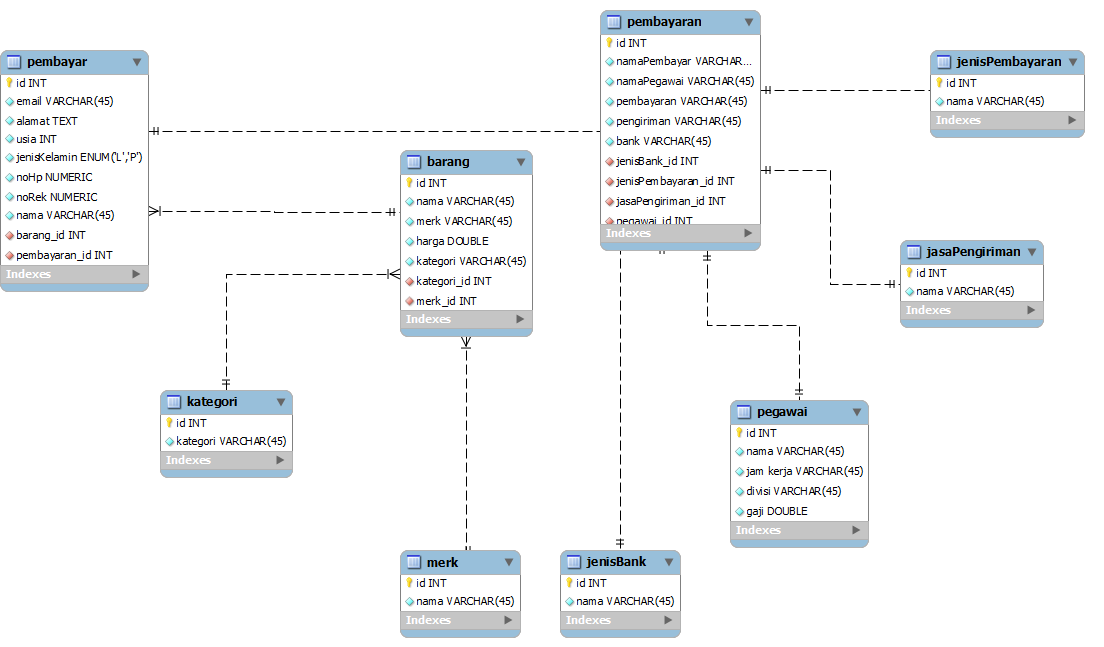 pembayar
id INT
email VARCHAR(45)
alamat TEXT
usia INT
jenisKelamin ENUM('L','P')
noHp NUMERIC
noRek NUMERIC
nama VARCHAR(45)
barang_id INT
pembayaran_id INT
Indexes
barang
id INT
nama VARCHAR(45)
merk VARCHAR(45)
harga DOUBLE
kategori VARCHAR(45)
kategori_id INT
merk_id INT
Indexes
pembayaran
id INT
namaPembayar VARCHAR...
namaPegawai VARCHAR(45)
pembayaran VARCHAR(45)
pengiriman VARCHAR(45)
bank VARCHAR(45)
jenisBank_id INT
jenisPembayaran_id INT
jasaPengiriman_id INT
pegawai_id INT
Indexes
jenisPembayaran
id INT
nama VARCHAR(45)
Indexes
jasaPengiriman
id INT
nama VARCHAR(45)
Indexes
kategori
id INT
kategori VARCHAR(45)
Indexes
pegawai
id INT
nama VARCHAR(45)
jam kerja VARCHAR(45)
divisi VARCHAR(45)
gaji DOUBLE
Indexes
merk
id INT
nama VARCHAR(45)
Indexes
jenisBank
id INT
nama VARCHAR(45)
Indexes